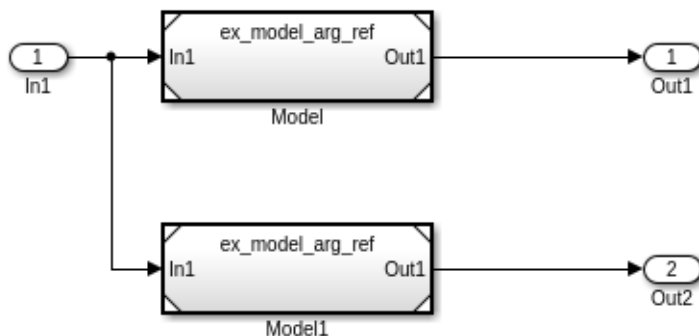 ex_model_arg_ref
1
In1
Out1
1
In1
Out1
Model
ex_model_arg_ref
In1
Out1
2
Out2
Model1